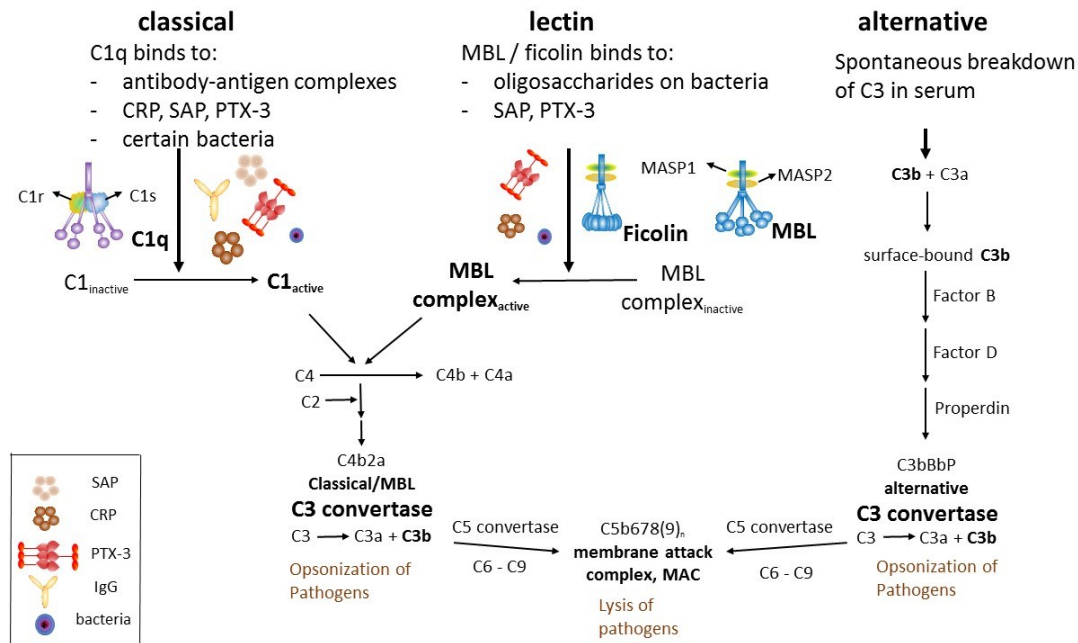 classical
C1q binds to:
- antibody-antigen complexes
- CRP, SAP, PTX-3
- certain bacteria
C1r
C1s
C1q
C1inactive
C1active
lectin
MBL / ficolin binds to:
- oligosaccharides on bacteria
- SAP, PTX-3
MASP1
MASP2
Ficolin
MBL
MBL
complexactive
MBL
complexinactive
alternative
Spontaneous breakdown
of C3 in serum
C3b + C3a
surface-bound C3b
Factor B
Factor D
Properdin
C4
C4b + C4a
C2
C4b2a
Classical/MBL
C3 convertase
C3
C3a + C3b
Opsonization of
Pathogens
C5 convertase
C6 - C9
C5b678(9)n
membrane attack
complex, MAC
Lysis of
pathogens
C5 convertase
C6 - C9
C3bBbP
alternative
C3 convertase
C3
C3a + C3b
Opsonization of
Pathogens
SAP
CRP
PTX-3
IgG
bacteria